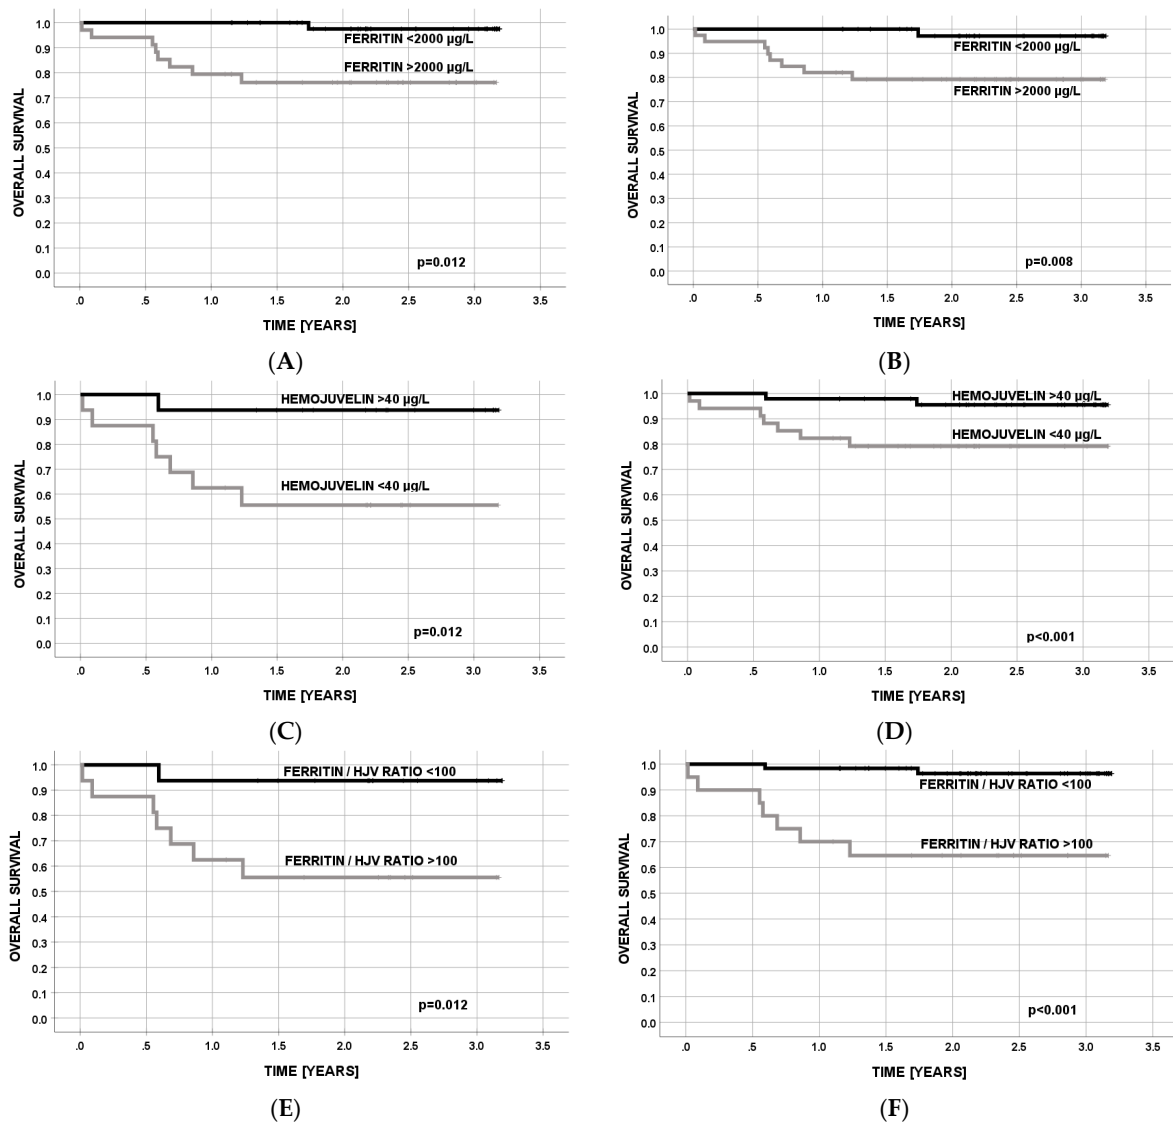 1.0
0.9
0.8
0.7
0.6
0.5
0.4
0.3
0.2
0.1
0.0
OVERALL SURVIVAL
FERRITIN <2000 µg/L
FERRITIN >2000 µg/L
p=0.012
.0 .5 1.0 1.5 2.0 2.5 3.0 3.5
TIME [YEARS]
(A)
1.0
0.9
0.8
0.7
0.6
0.5
0.4
0.3
0.2
0.1
0.0
OVERALL SURVIVAL
FERRITIN <2000 µg/L
FERRITIN >2000 µg/L
p=0.008
.0 .5 1.0 1.5 2.0 2.5 3.0 3.5
TIME [YEARS]
(B)
1.0
0.9
0.8
0.7
0.6
0.5
0.4
0.3
0.2
0.1
0.0
OVERALL SURVIVAL
HEMOJUVELIN >40 µg/L
HEMOJUVELIN <40 µg/L
p=0.012
.0 .5 1.0 1.5 2.0 2.5 3.0 3.5
TIME [YEARS]
(C)
1.0
0.9
0.8
0.7
0.6
0.5
0.4
0.3
0.2
0.1
0.0
OVERALL SURVIVAL
HEMOJUVELIN >40 µg/L
HEMOJUVELIN <40 µg/L
p<0.001
.0 .5 1.0 1.5 2.0 2.5 3.0 3.5
TIME [YEARS]
(D)
1.0
0.9
0.8
0.7
0.6
0.5
0.4
0.3
0.2
0.1
0.0
OVERALL SURVIVAL
FERRITIN / HJV RATIO <100
FERRITIN / HJV RATIO >100
p=0.012
.0 .5 1.0 1.5 2.0 2.5 3.0 3.5
TIME [YEARS]
(E)
1.0
0.9
0.8
0.7
0.6
0.5
0.4
0.3
0.2
0.1
0.0
OVERALL SURVIVAL
FERRITIN / HJV RATIO <100
FERRITIN / HJV RATIO >100
p<0.001
.0 .5 1.0 1.5 2.0 2.5 3.0 3.5
TIME [YEARS]
(F)